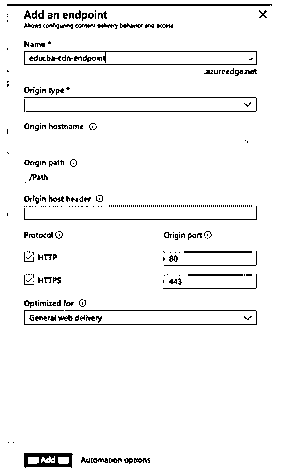 Add an endpoint
Allows configuring content delivery behavior and access
Name *
educba-cdn-endpoint
.azureedge.net
Origin type *
Origin hostname
Origin path
/Path
Origin host header
Protocol
Origin port
HTTP
80
HTTPS
443
Optimized for
General web delivery
Add
Automation options